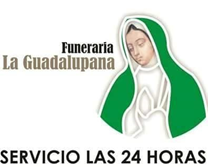 Funeraria
La Guadalupana
SERVICIO LAS 24 HORAS